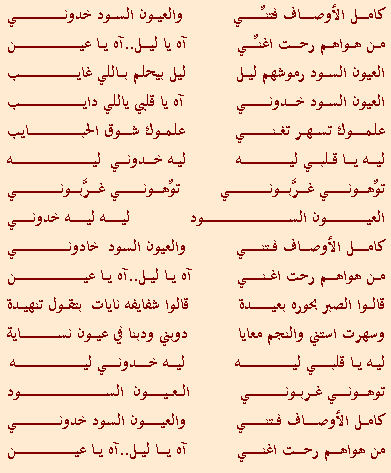 كامل الأوصاف فتنّي والعيون السود خدوني
من هواهم رحت اغنّي آه يا ليل..آه يا عين
العيون السود رموشهم ليل ليل بيحلم باللي غايب
العيون السود خدوني آه يا قلبي ياللي دايب
علموك تسهر تغني علموك شوق الحبايب
ليه يا قلبي ليه ليه خدوني ليه
توّهوني غرَّبوني توّهوني غرَّبوني
العيون السود ليه ليه خدوني
كامل الأوصاف فتنني والعيون السود خادوني
من هواهم رحت اغني آه يا ليل..آه يا عين
قالوا الصبر بحوره بعيدة قالوا شفايفه نايات بتقول تنهيدة
وسهرت استني والنجم معايا دوبني ودبنا في عيون نساية
ليه يا قلبي ليه ليه خدوني ليه
توهوني غربوني العيون السود
كامل الأوصاف فتنني والعيون السود خدوني
من هواهم رحت اغني آه يا ليل..آه يا عين